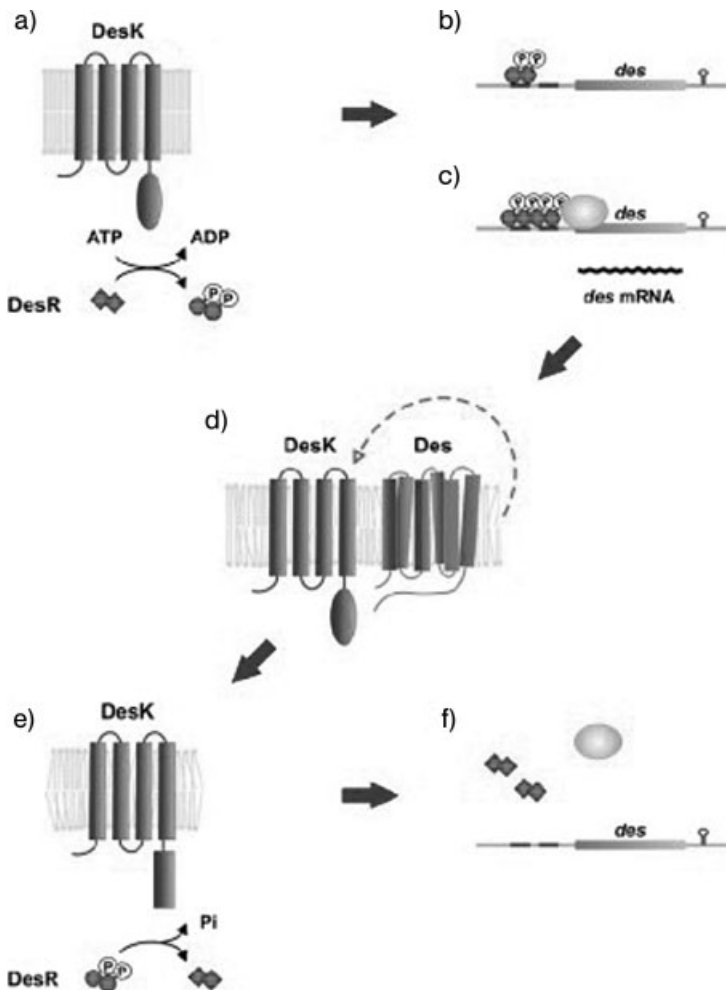 a)
DesK
ATP ADP
DesR
P P
b)
P P
des
c)
P P P P
des
des mRNA
d)
DesK Des
e)
DesK
Pi
DesR
P P
f)
des